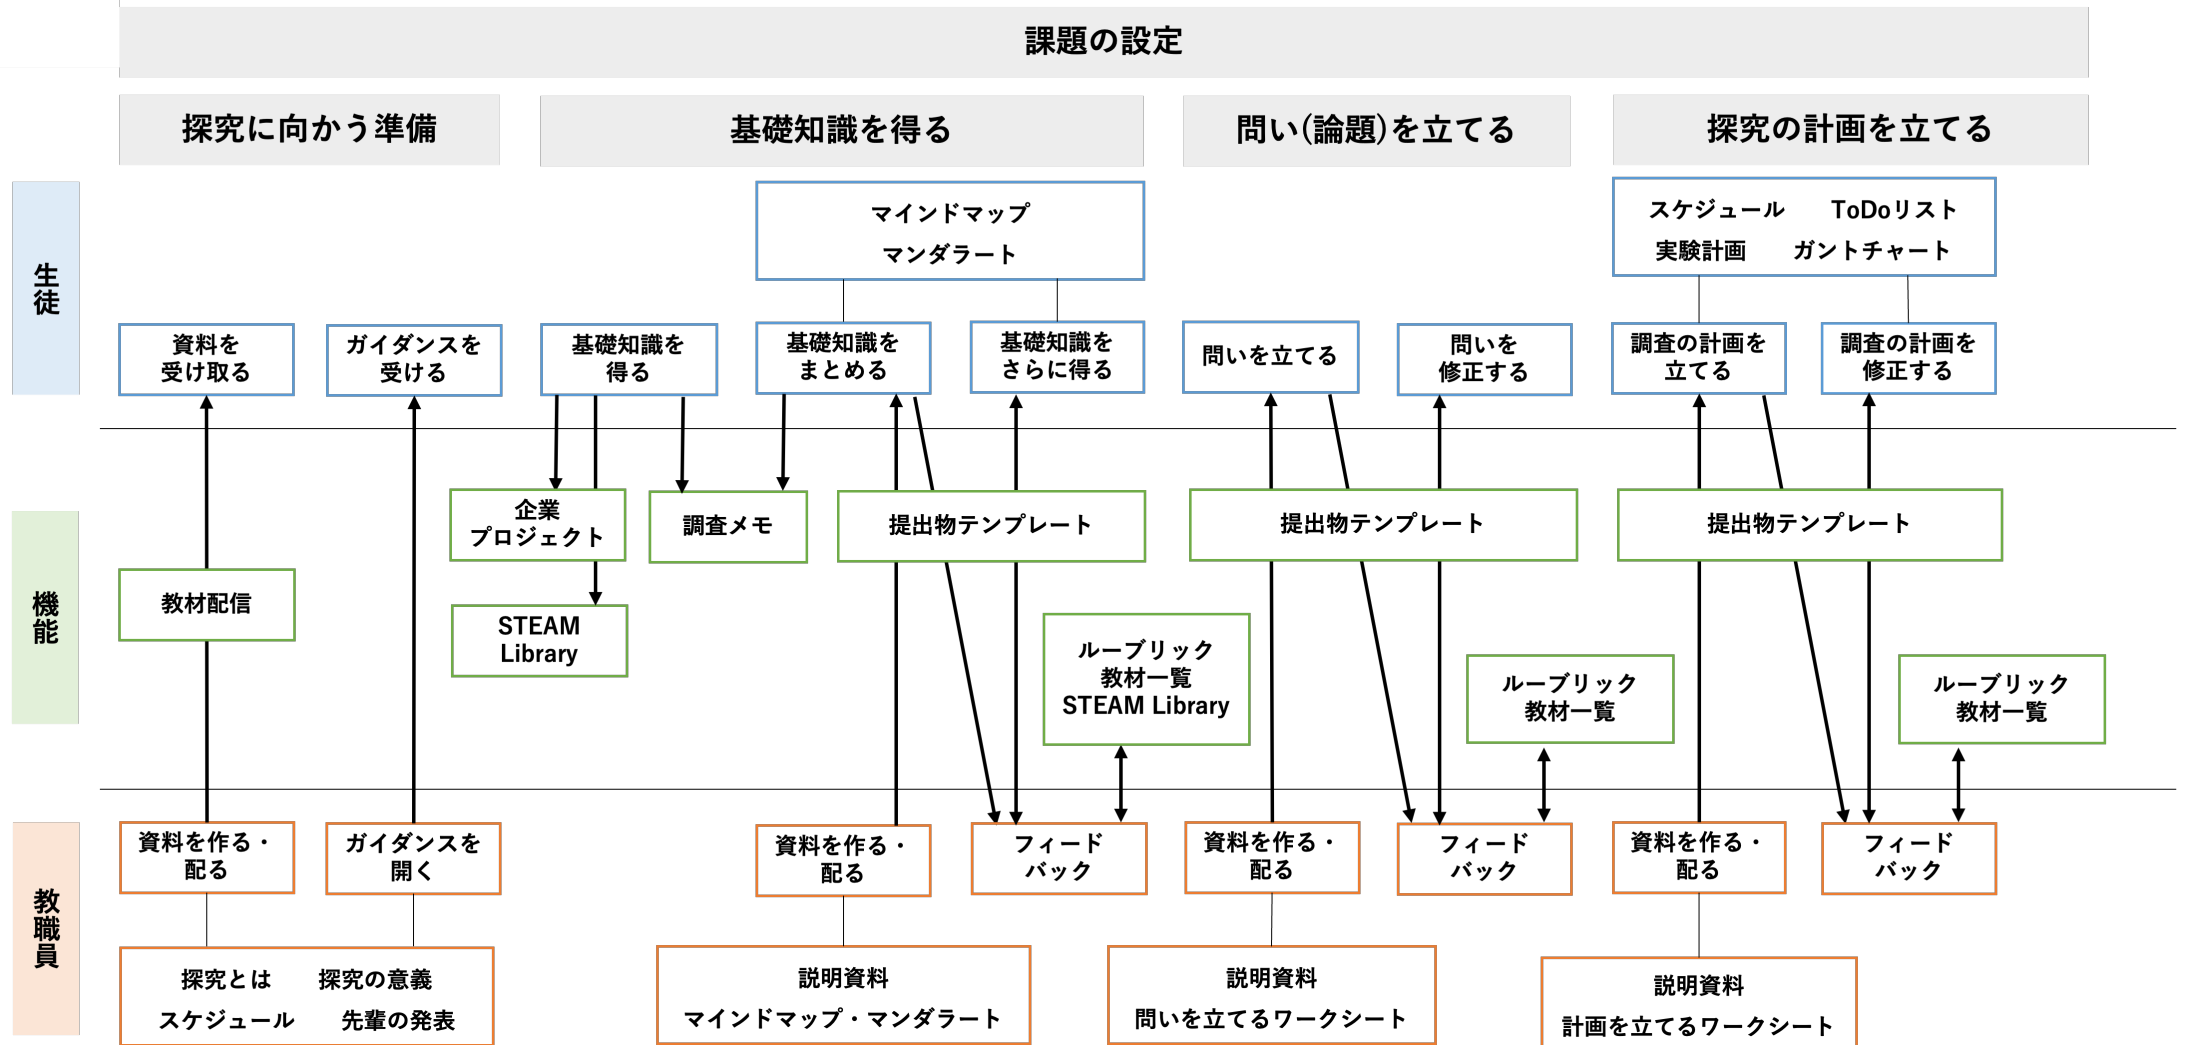 課題の設定
探究に向かう準備
基礎知識を得る
問い(論題)を立てる
探究の計画を立てる
生徒
マインドマップ
マンダラート
スケジュール ToDoリスト
実験計画 ガントチャート
資料を
受け取る
ガイダンスを
受ける
基礎知識を
得る
基礎知識を
まとめる
基礎知識を
さらに得る
問いを立てる
問いを
修正する
調査の計画を
立てる
調査の計画を
修正する
機能
教材配信
企業
プロジェクト
STEAM
Library
調査メモ
提出物テンプレート
ルーブリック
教材一覧
STEAM Library
提出物テンプレート
ルーブリック
教材一覧
提出物テンプレート
ルーブリック
教材一覧
教職員
資料を作る・
配る
ガイダンスを
開く
資料を作る・
配る
フィード
バック
資料を作る・
配る
フィード
バック
資料を作る・
配る
フィード
バック
探究とは 探究の意義
スケジュール 先輩の発表
説明資料
マインドマップ・マンダラート
説明資料
問いを立てるワークシート
説明資料
計画を立てるワークシート